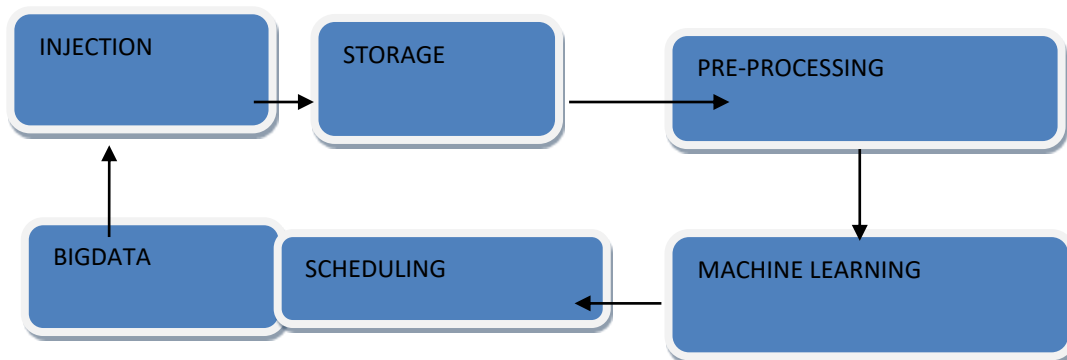 INJECTION
STORAGE
PRE-PROCESSING
BIGDATA
SCHEDULING
MACHINE LEARNING